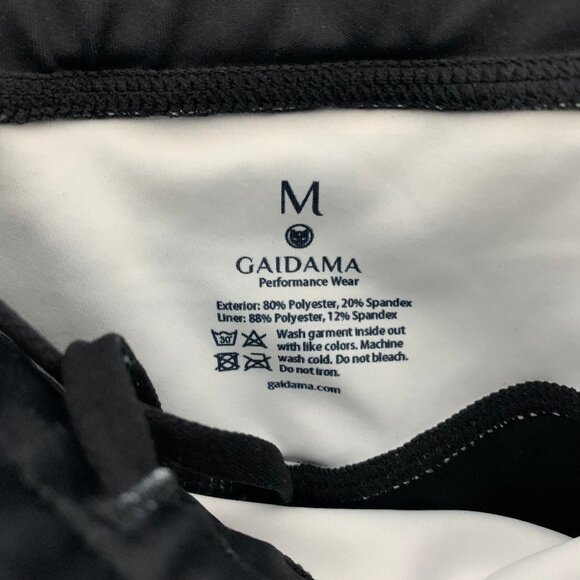 M
GAIDAMA
Performance Wear
Exterior: 80% Polyester, 20% Spandex
Liner: 88% Polyester, 12% Spandex
30°
Wash garment inside out
with like colors. Machine
wash cold. Do not bleach.
Do not iron.
gaidama.com